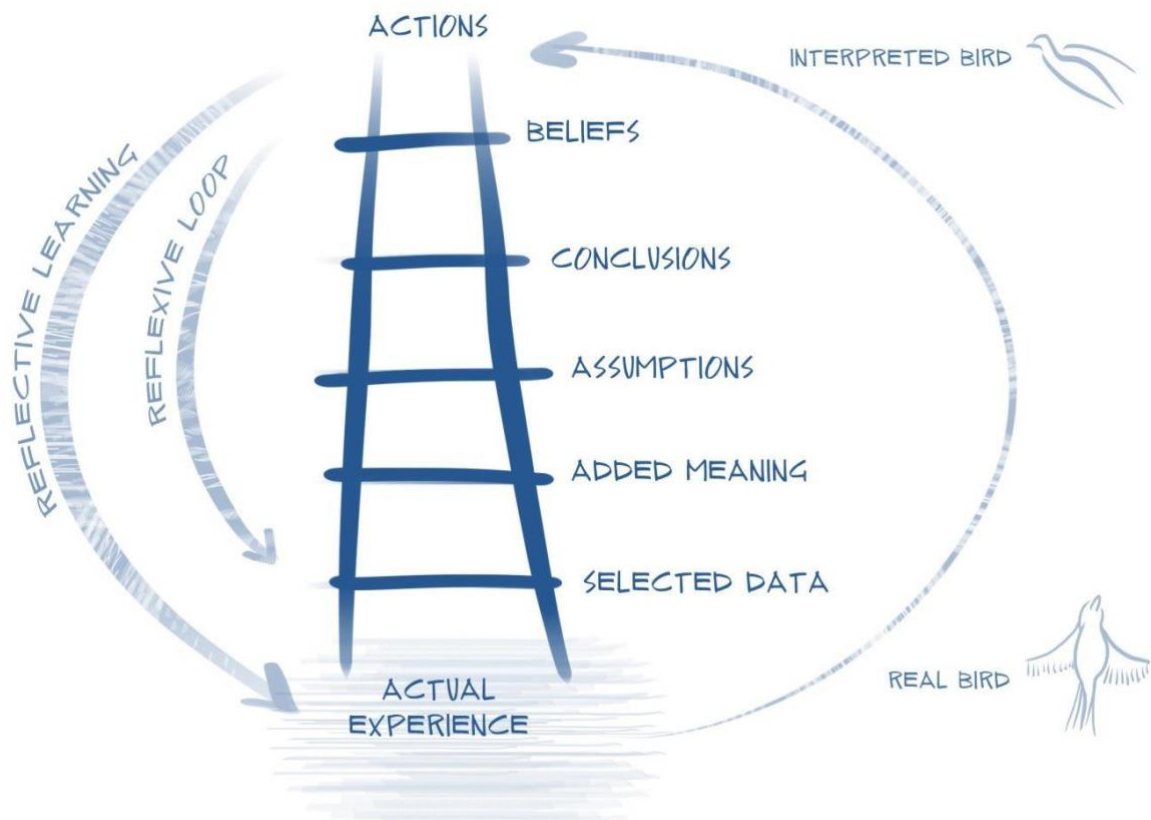 ACTIONS
INTERPRETED BIRD
BELIEFS
REFLECTIVE LEARNING
REFLEXIVE LOOP
CONCLUSIONS
ASSUMPTIONS
ADDED MEANING
SELECTED DATA
REAL BIRD
ACTUAL
EXPERIENCE